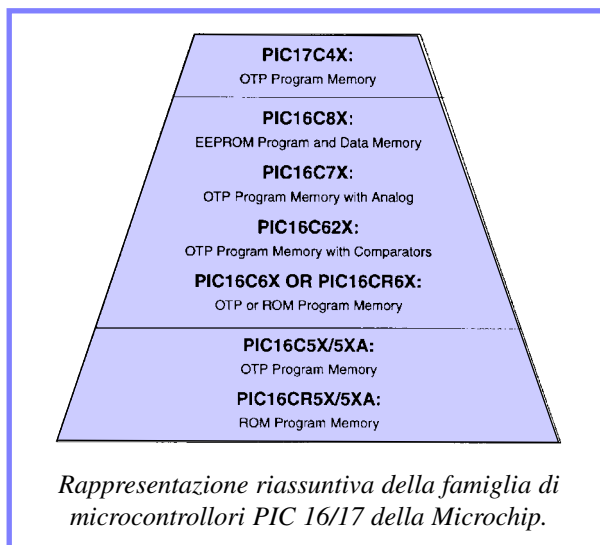 PIC17C4X:
OTP Program Memory
PIC16C8X:
EEPROM Program and Data Memory
PIC16C7X:
OTP Program Memory with Analog
PIC16C62X:
OTP Program Memory with Comparators
PIC16C6X OR PIC16CR6X:
OTP or ROM Program Memory
PIC16C5X/5XA:
OTP Program Memory
PIC16CR5X/5XA:
ROM Program Memory
Rappresentazione riassuntiva della famiglia di
microcontrollori PIC 16/17 della Microchip.